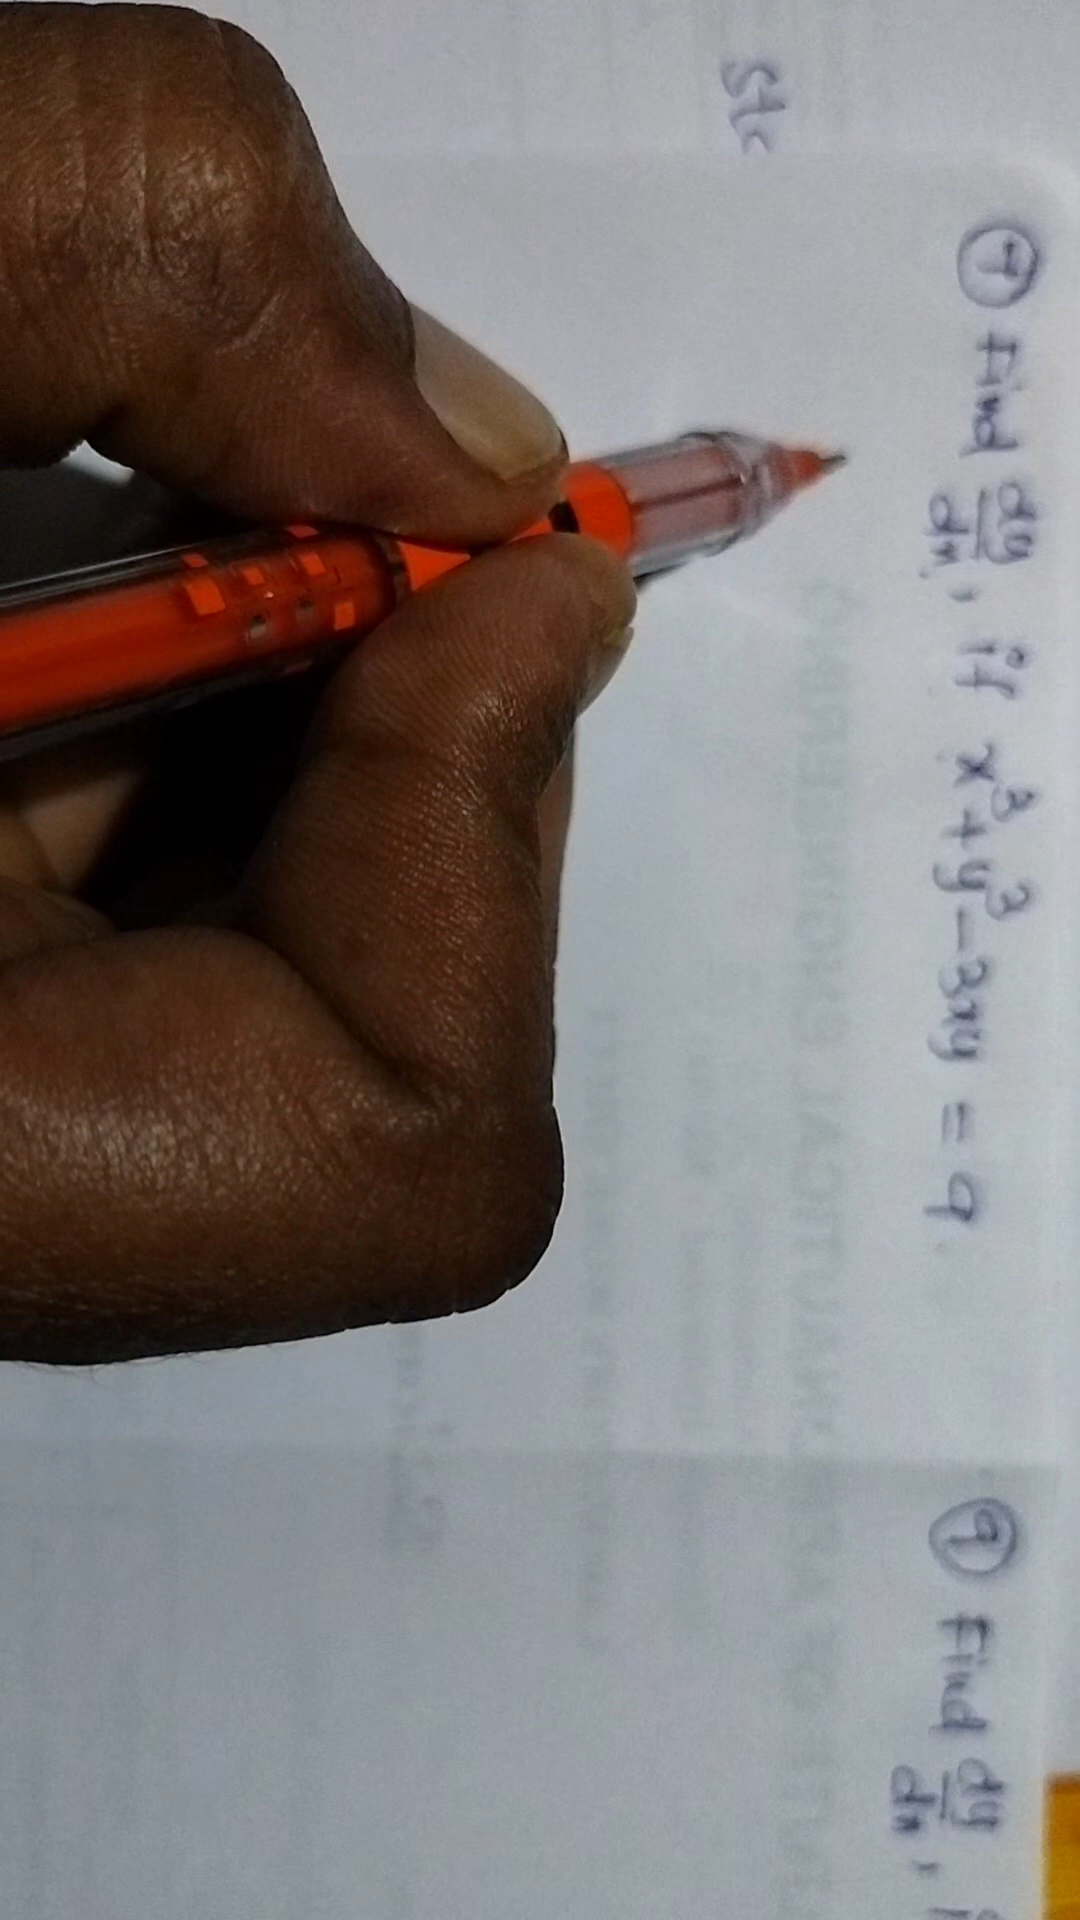 ⑦ Find dy/dx, if x³+y³-3xy = 9.
⑨ Find dy/dx,